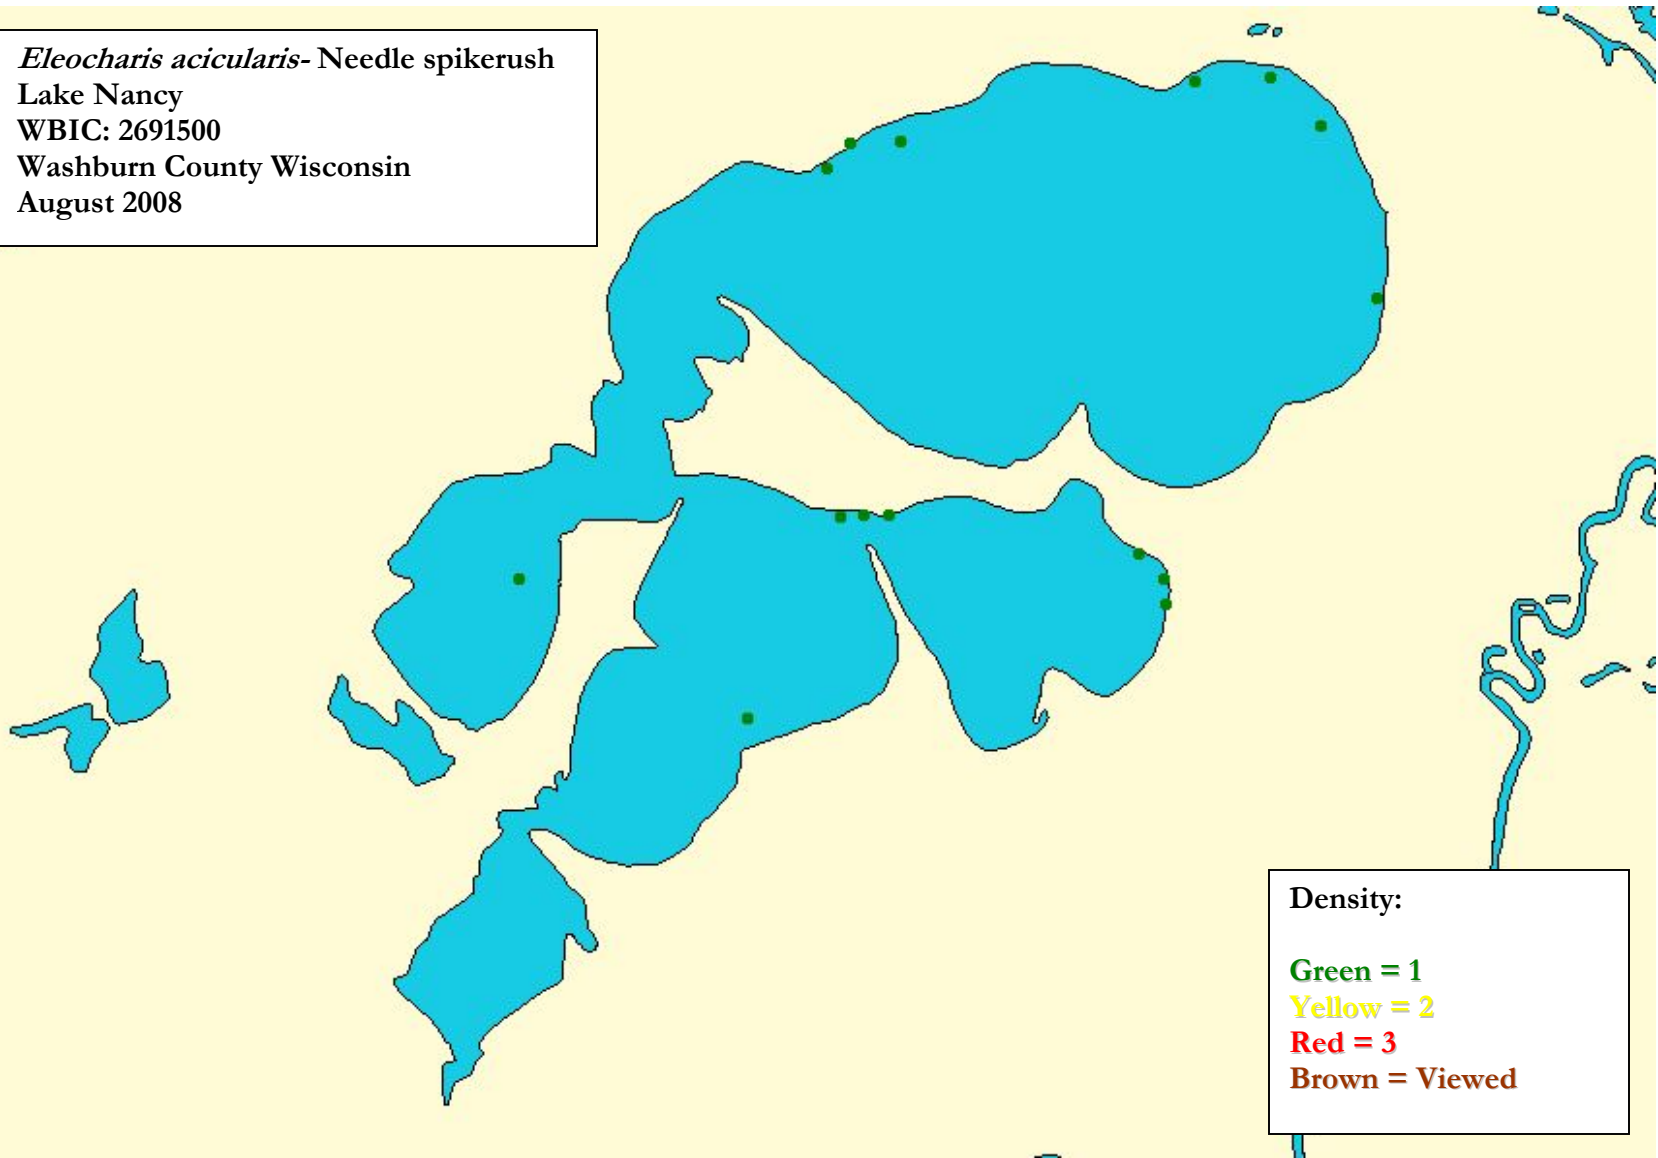 Eleocharis acicularis- Needle spikerush
Lake Nancy
WBIC: 2691500
Washburn County Wisconsin
August 2008
Density:
Green = 1
Yellow = 2
Red = 3
Brown = Viewed